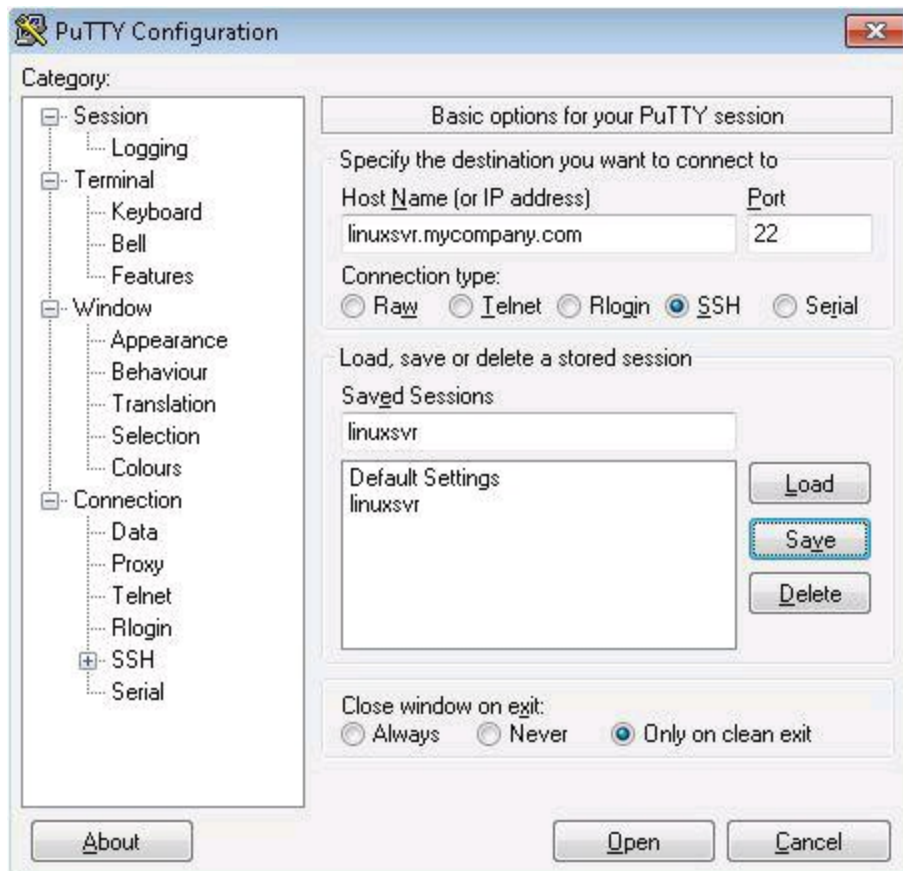 PuTTY Configuration
Category:
Session
Logging
Terminal
Keyboard
Bell
Features
Window
Appearance
Behaviour
Translation
Selection
Colours
Connection
Data
Proxy
Telnet
Rlogin
SSH
Serial
Basic options for your PuTTY session
Specify the destination you want to connect to
Host Name (or IP address) Port
linuxsvr.mycompany.com 22
Connection type:
Raw Telnet Rlogin SSH Serial
Load, save or delete a stored session
Saved Sessions
linuxsvr
Default Settings
linuxsvr
Load
Save
Delete
Close window on exit:
Always Never Only on clean exit
About Open Cancel